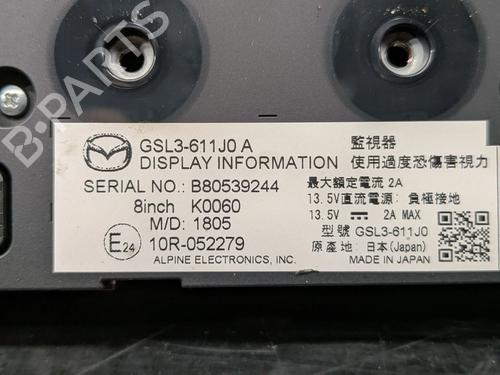 B-PARTS
GSL3-611J0 A
DISPLAY INFORMATION
SERIAL NO.: B80539244
8inch K0060
M/D: 1805
E24 10R-052279
ALPINE ELECTRONICS, INC.
監視器
使用過度恐傷害視力
最大額定電流 2A
13.5V直流電源: 負極接地
13.5V 2A MAX
型號 GSL3-611J0
原產地: 日本(Japan)
MADE IN JAPAN